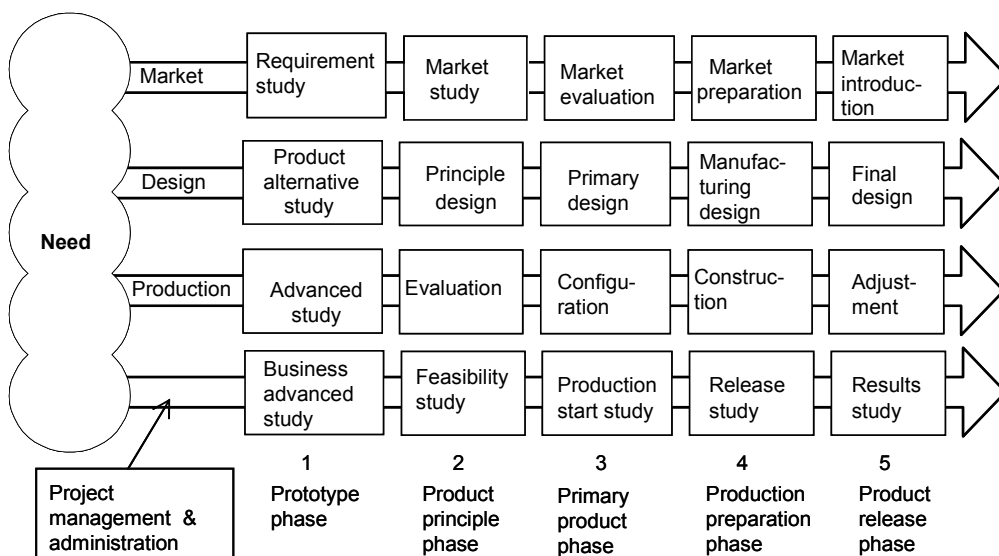 Need
Market
Requirement
study
Market
study
Market
evaluation
Market
preparation
Market
introduc-
tion
Design
Product
alternative
study
Principle
design
Primary
design
Manufac-
turing
design
Final
design
Production
Advanced
study
Evaluation
Configu-
ration
Construc-
tion
Adjust-
ment
Business
advanced
study
Feasibility
study
Production
start study
Release
study
Results
study
Project
management &
administration
1
Prototype
phase
2
Product
principle
phase
3
Primary
product
phase
4
Production
preparation
phase
5
Product
release
phase